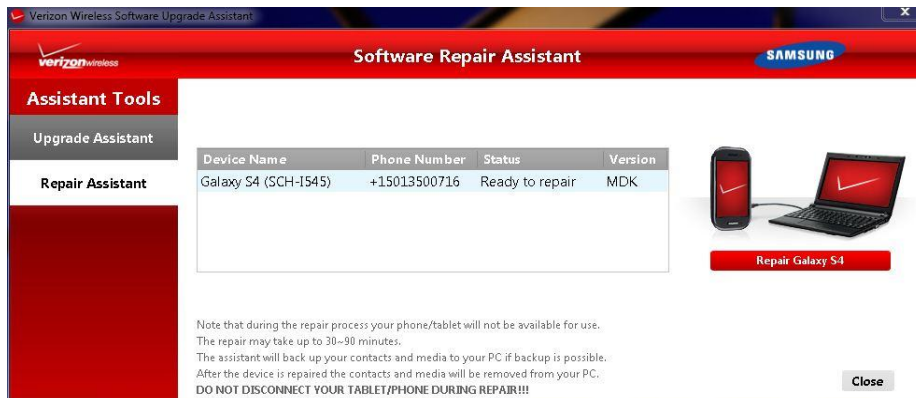 Verizon Wireless Software Upgrade Assistant
x
verizonwireless
Software Repair Assistant
SAMSUNG
Assistant Tools
Upgrade Assistant
Repair Assistant
Device Name Phone Number Status Version
Galaxy S4 (SCH-I545) +15013500716 Ready to repair MDK
Repair Galaxy S4
Note that during the repair process your phone/tablet will not be available for use.
The repair may take up to 30~90 minutes.
The assistant will back up your contacts and media to your PC if backup is possible.
After the device is repaired the contacts and media will be removed from your PC.
DO NOT DISCONNECT YOUR TABLET/PHONE DURING REPAIR!!!
Close